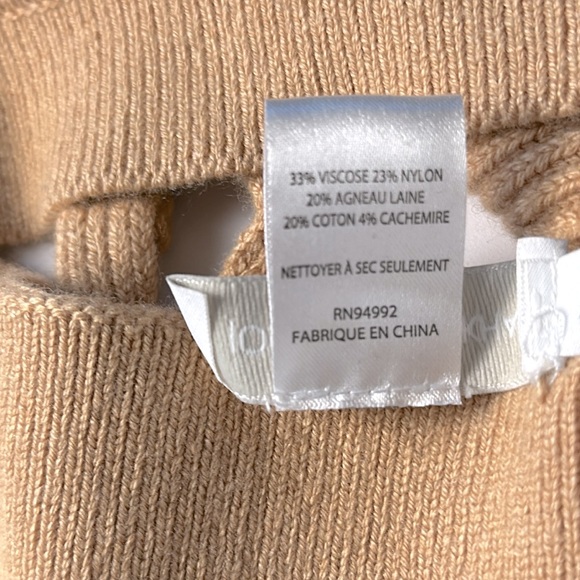 33% VISCOSE 23% NYLON
20% AGNEAU LAINE
20% COTON 4% CACHEMIRE
NETTOYER À SEC SEULEMENT
RN94992
FABRIQUE EN CHINA